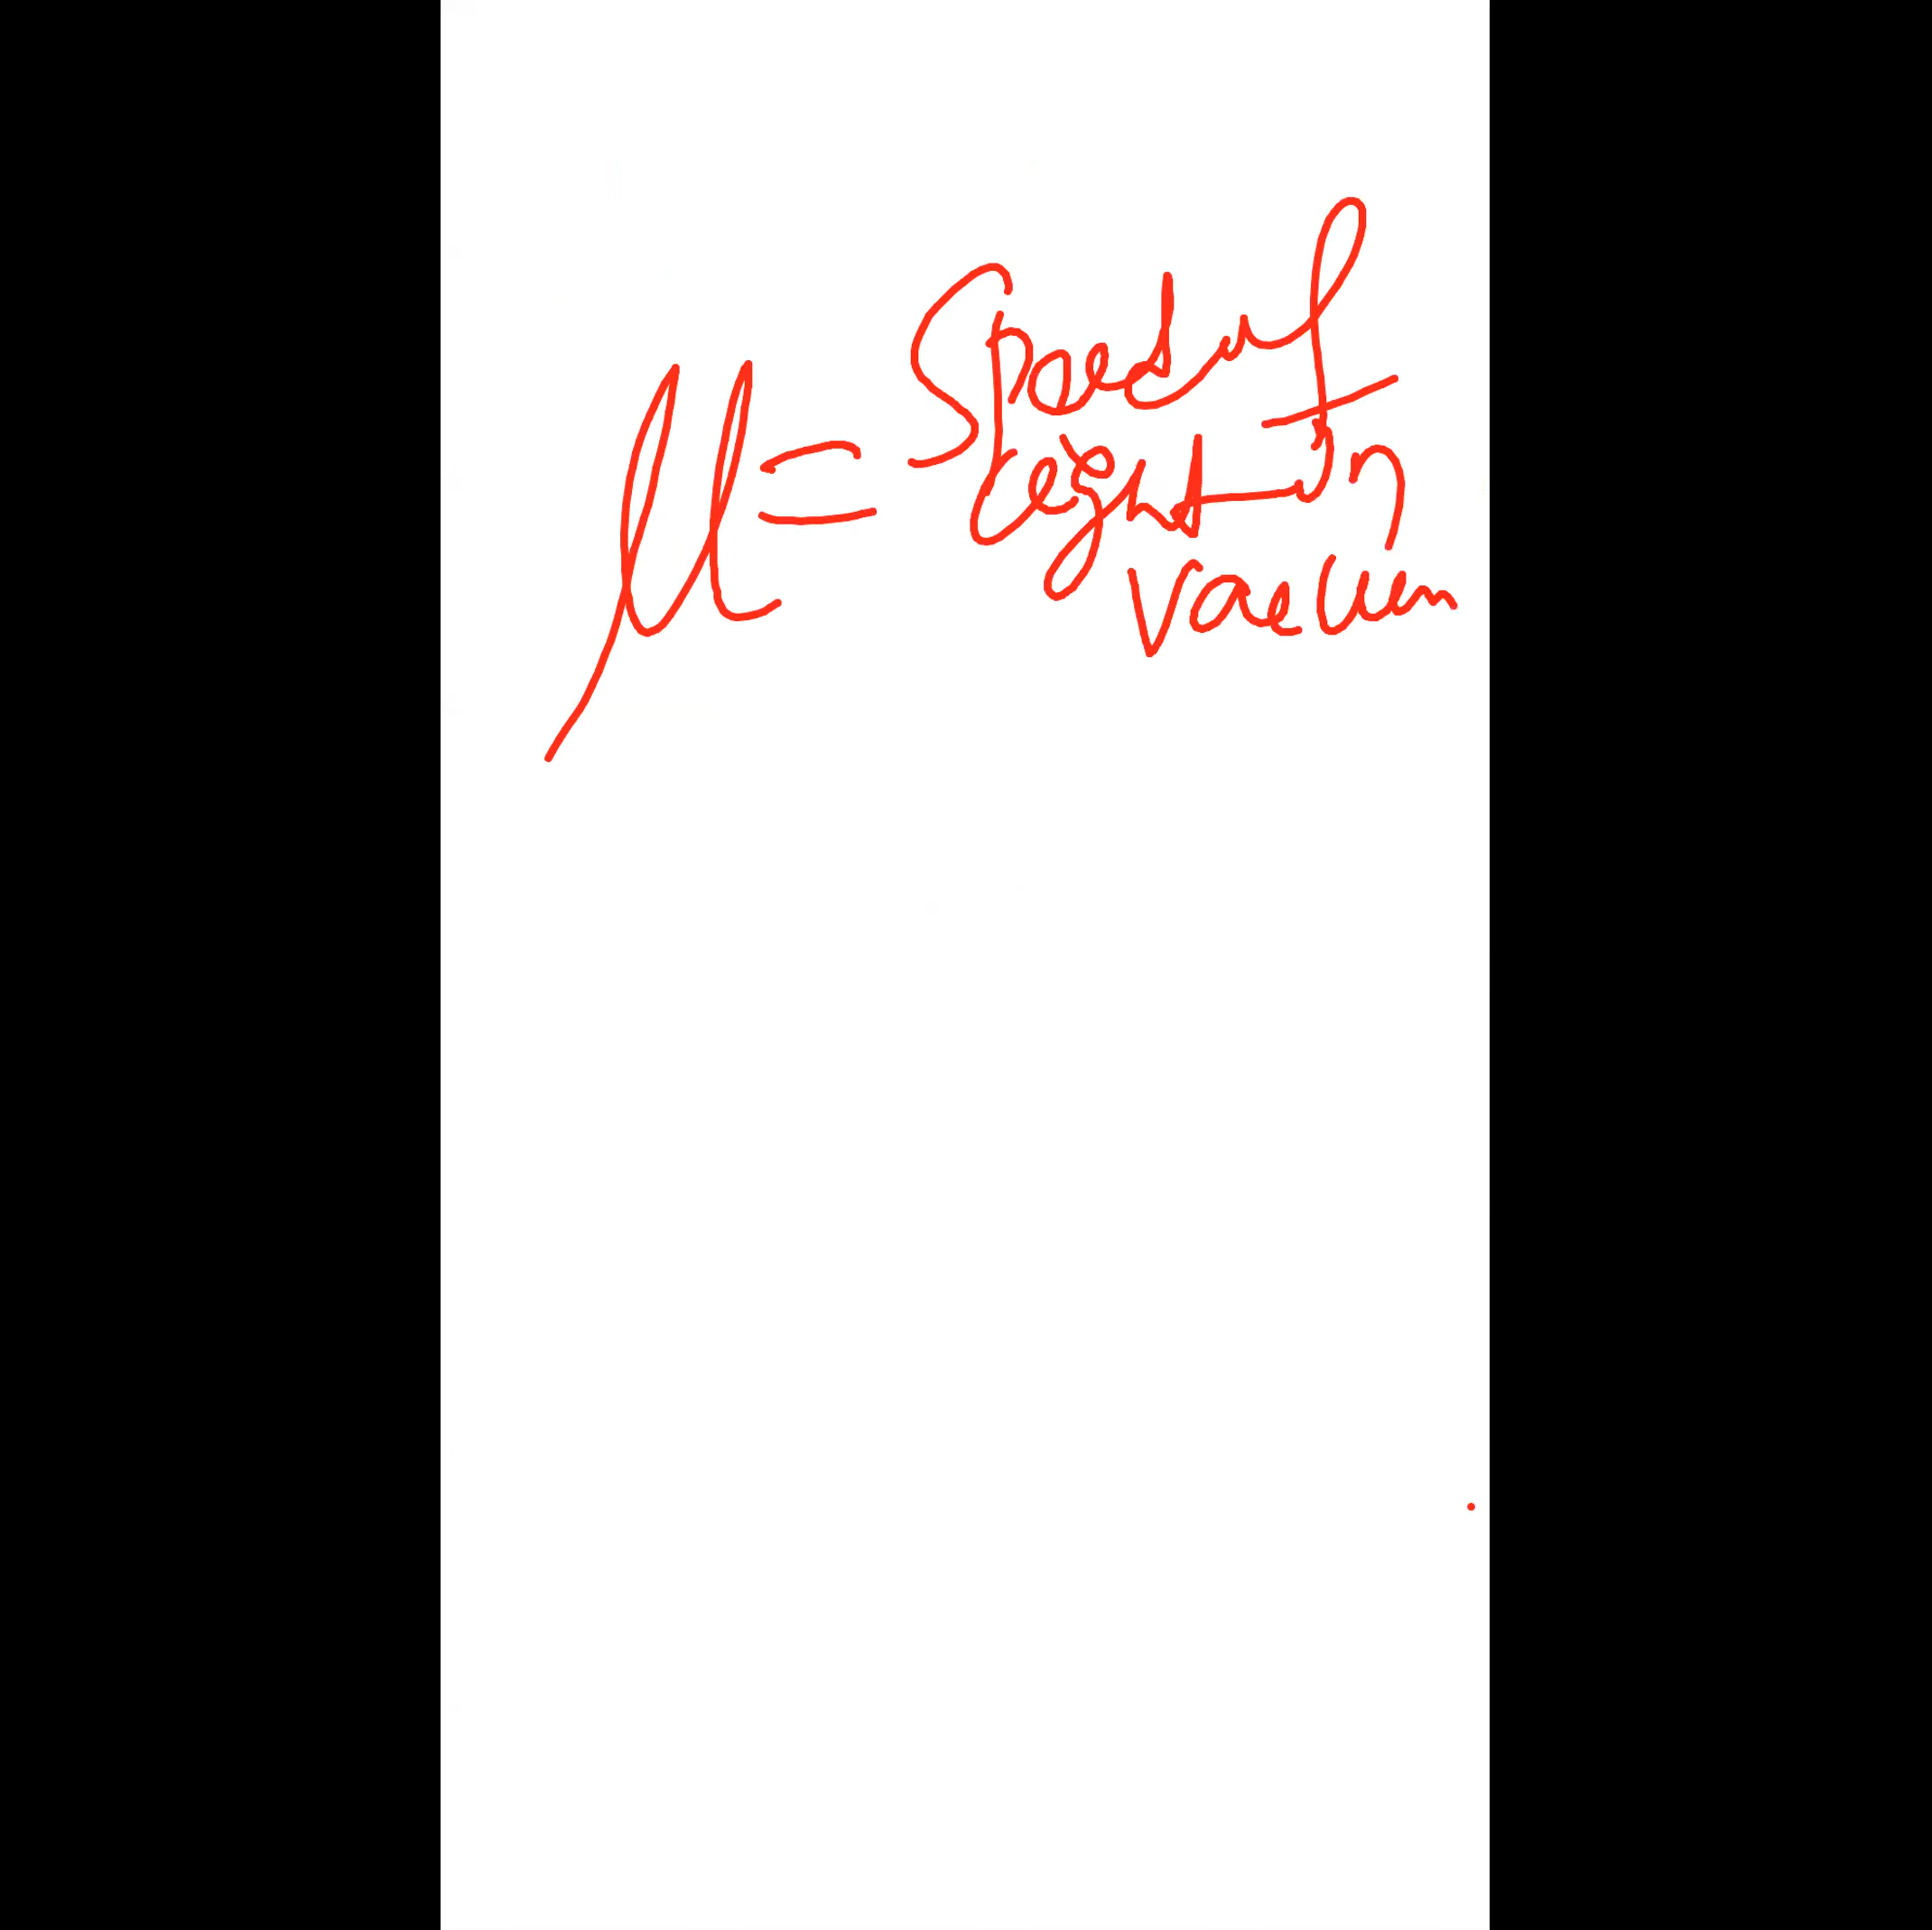 μ = Speed of
light in
vacuum